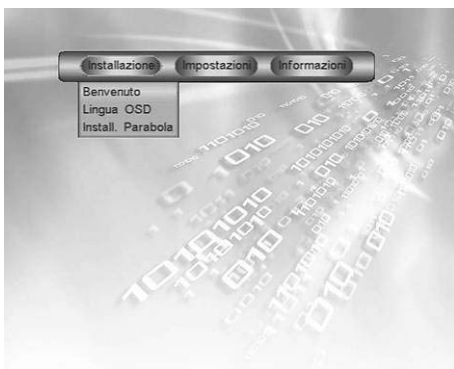 Installazione Impostazioni Informazioni
Benvenuto
Lingua OSD
Install. Parabola